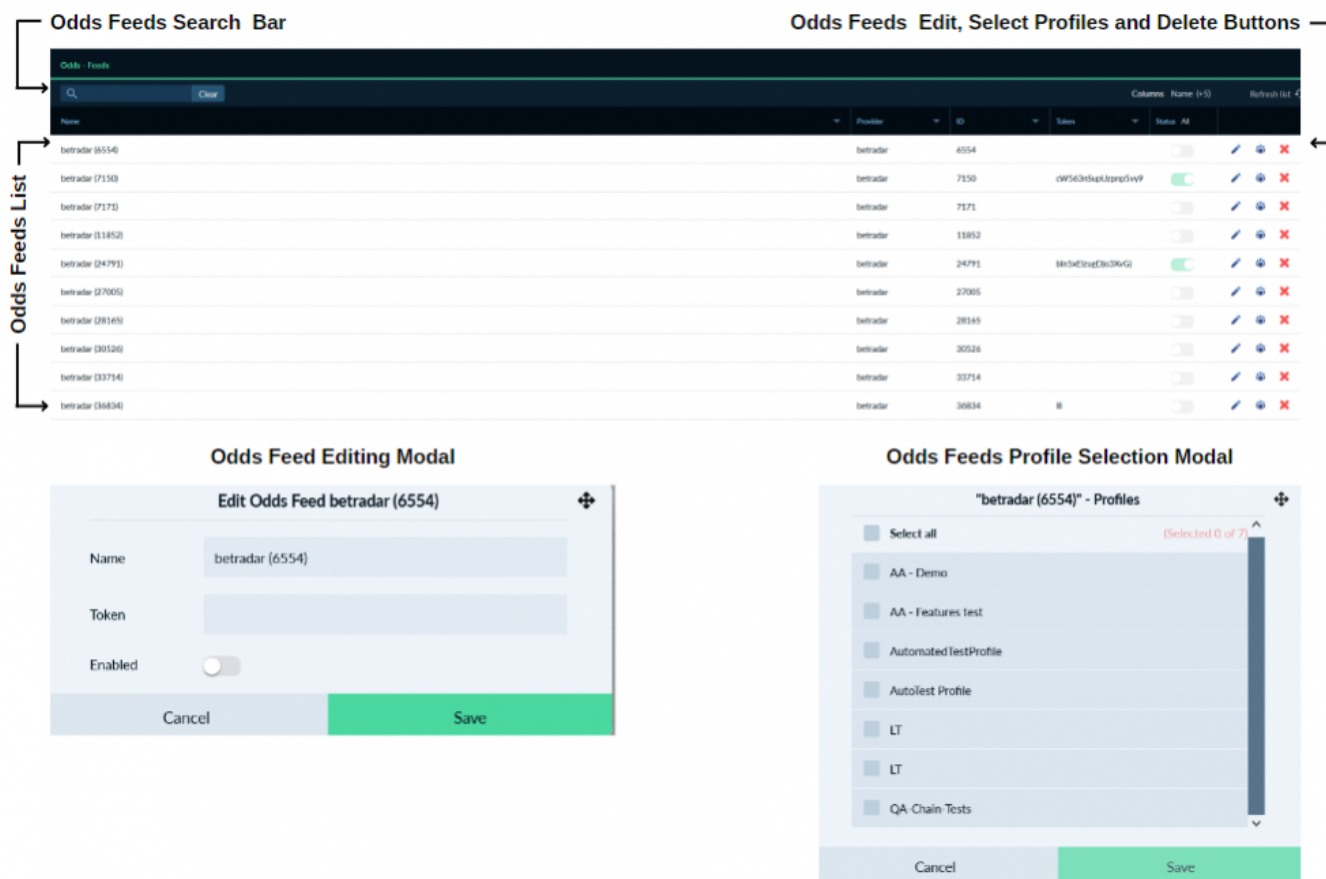 Odds Feeds Search Bar
Odds Feeds Edit, Select Profiles and Delete Buttons
Odds - Feeds
Clear
Columns Name (+5) Refresh list
Name Provider ID Token Status All
Odds Feeds List
betradar (6554) betradar 6554
betradar (7150) betradar 7150
betradar (7171) betradar 7171
betradar (11852) betradar 11852
betradar (24791) betradar 24791
betradar (27005) betradar 27005
betradar (28165) betradar 28165
betradar (30526) betradar 30526
betradar (33714) betradar 33714
betradar (36834) betradar 36834
Odds Feed Editing Modal
Edit Odds Feed betradar (6554)
Name betradar (6554)
Token
Enabled
Cancel Save
Odds Feeds Profile Selection Modal
"betradar (6554)" - Profiles
Select all (Selected 0 of 7)
AA - Demo
AA - Features test
AutomatedTestProfile
AutoTest Profile
LT
LT
QA-Chain-Tests
Cancel Save